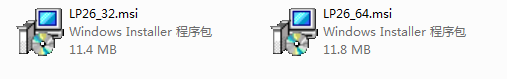 LP26_32.msi
Windows Installer 程序包
11.4 MB
LP26_64.msi
Windows Installer 程序包
11.8 MB